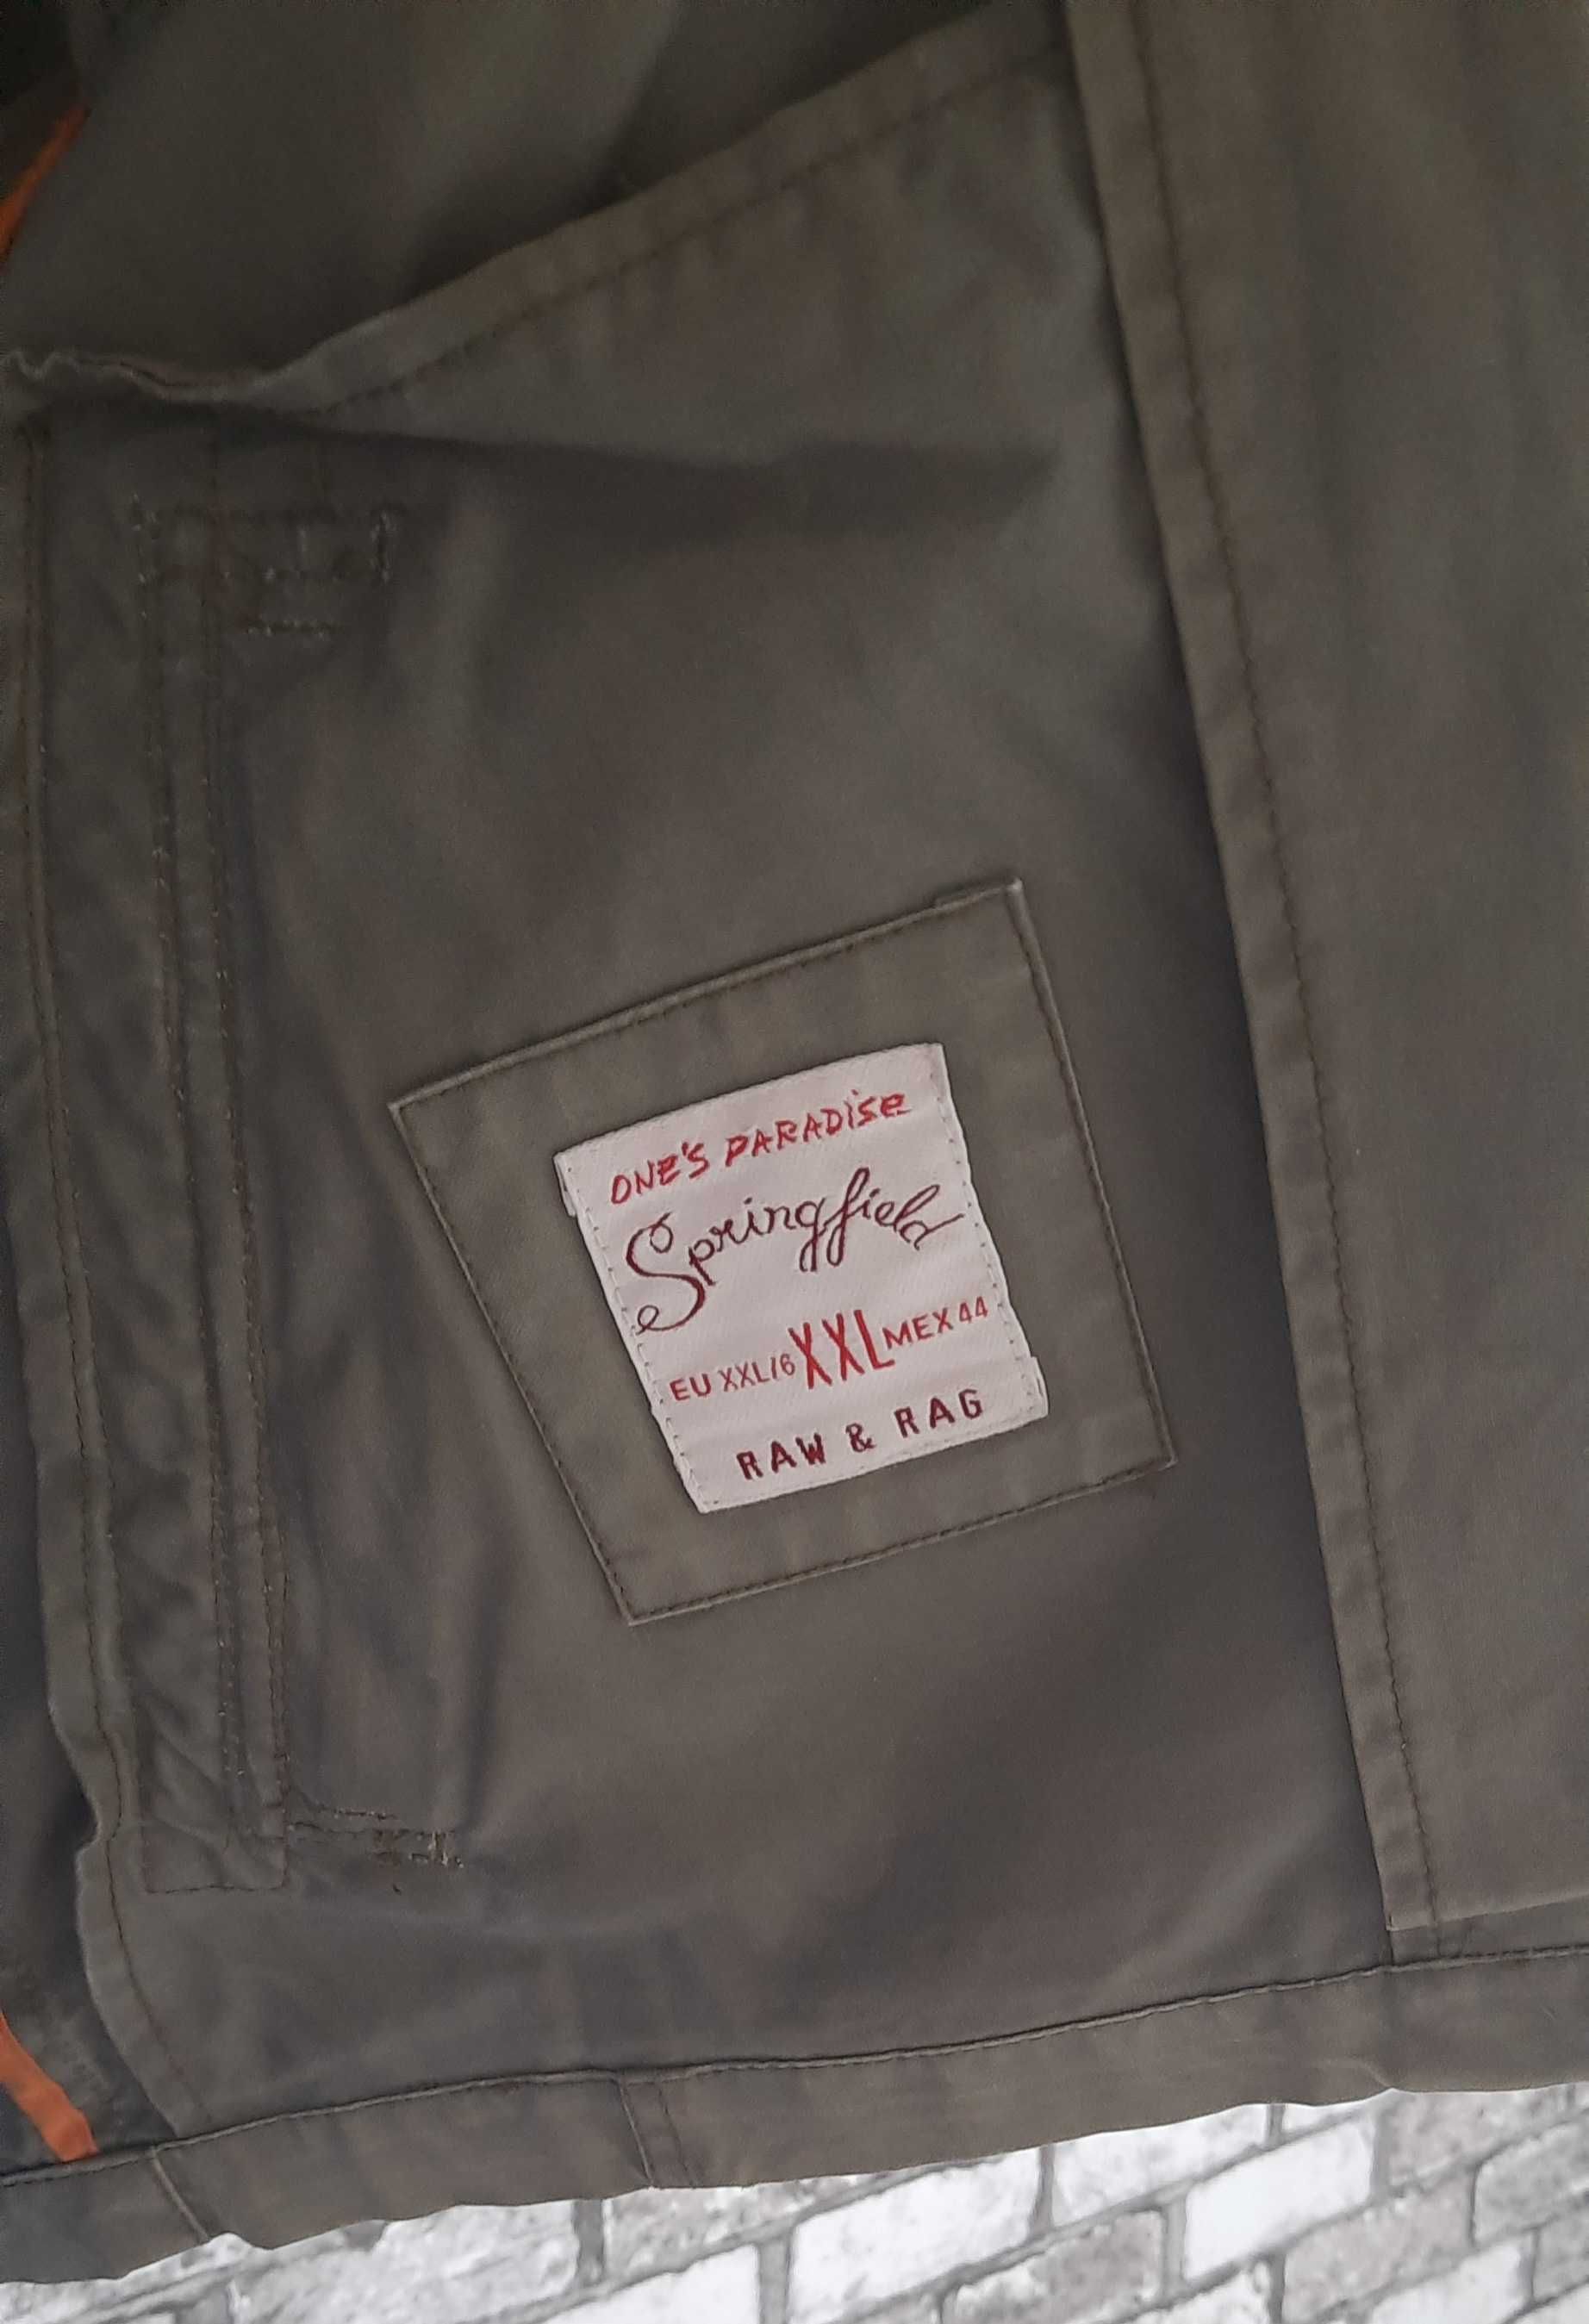 ONE'S PARADiSe
Springfield
EU XXL/6 XXL MEX 44
RAW & RAG